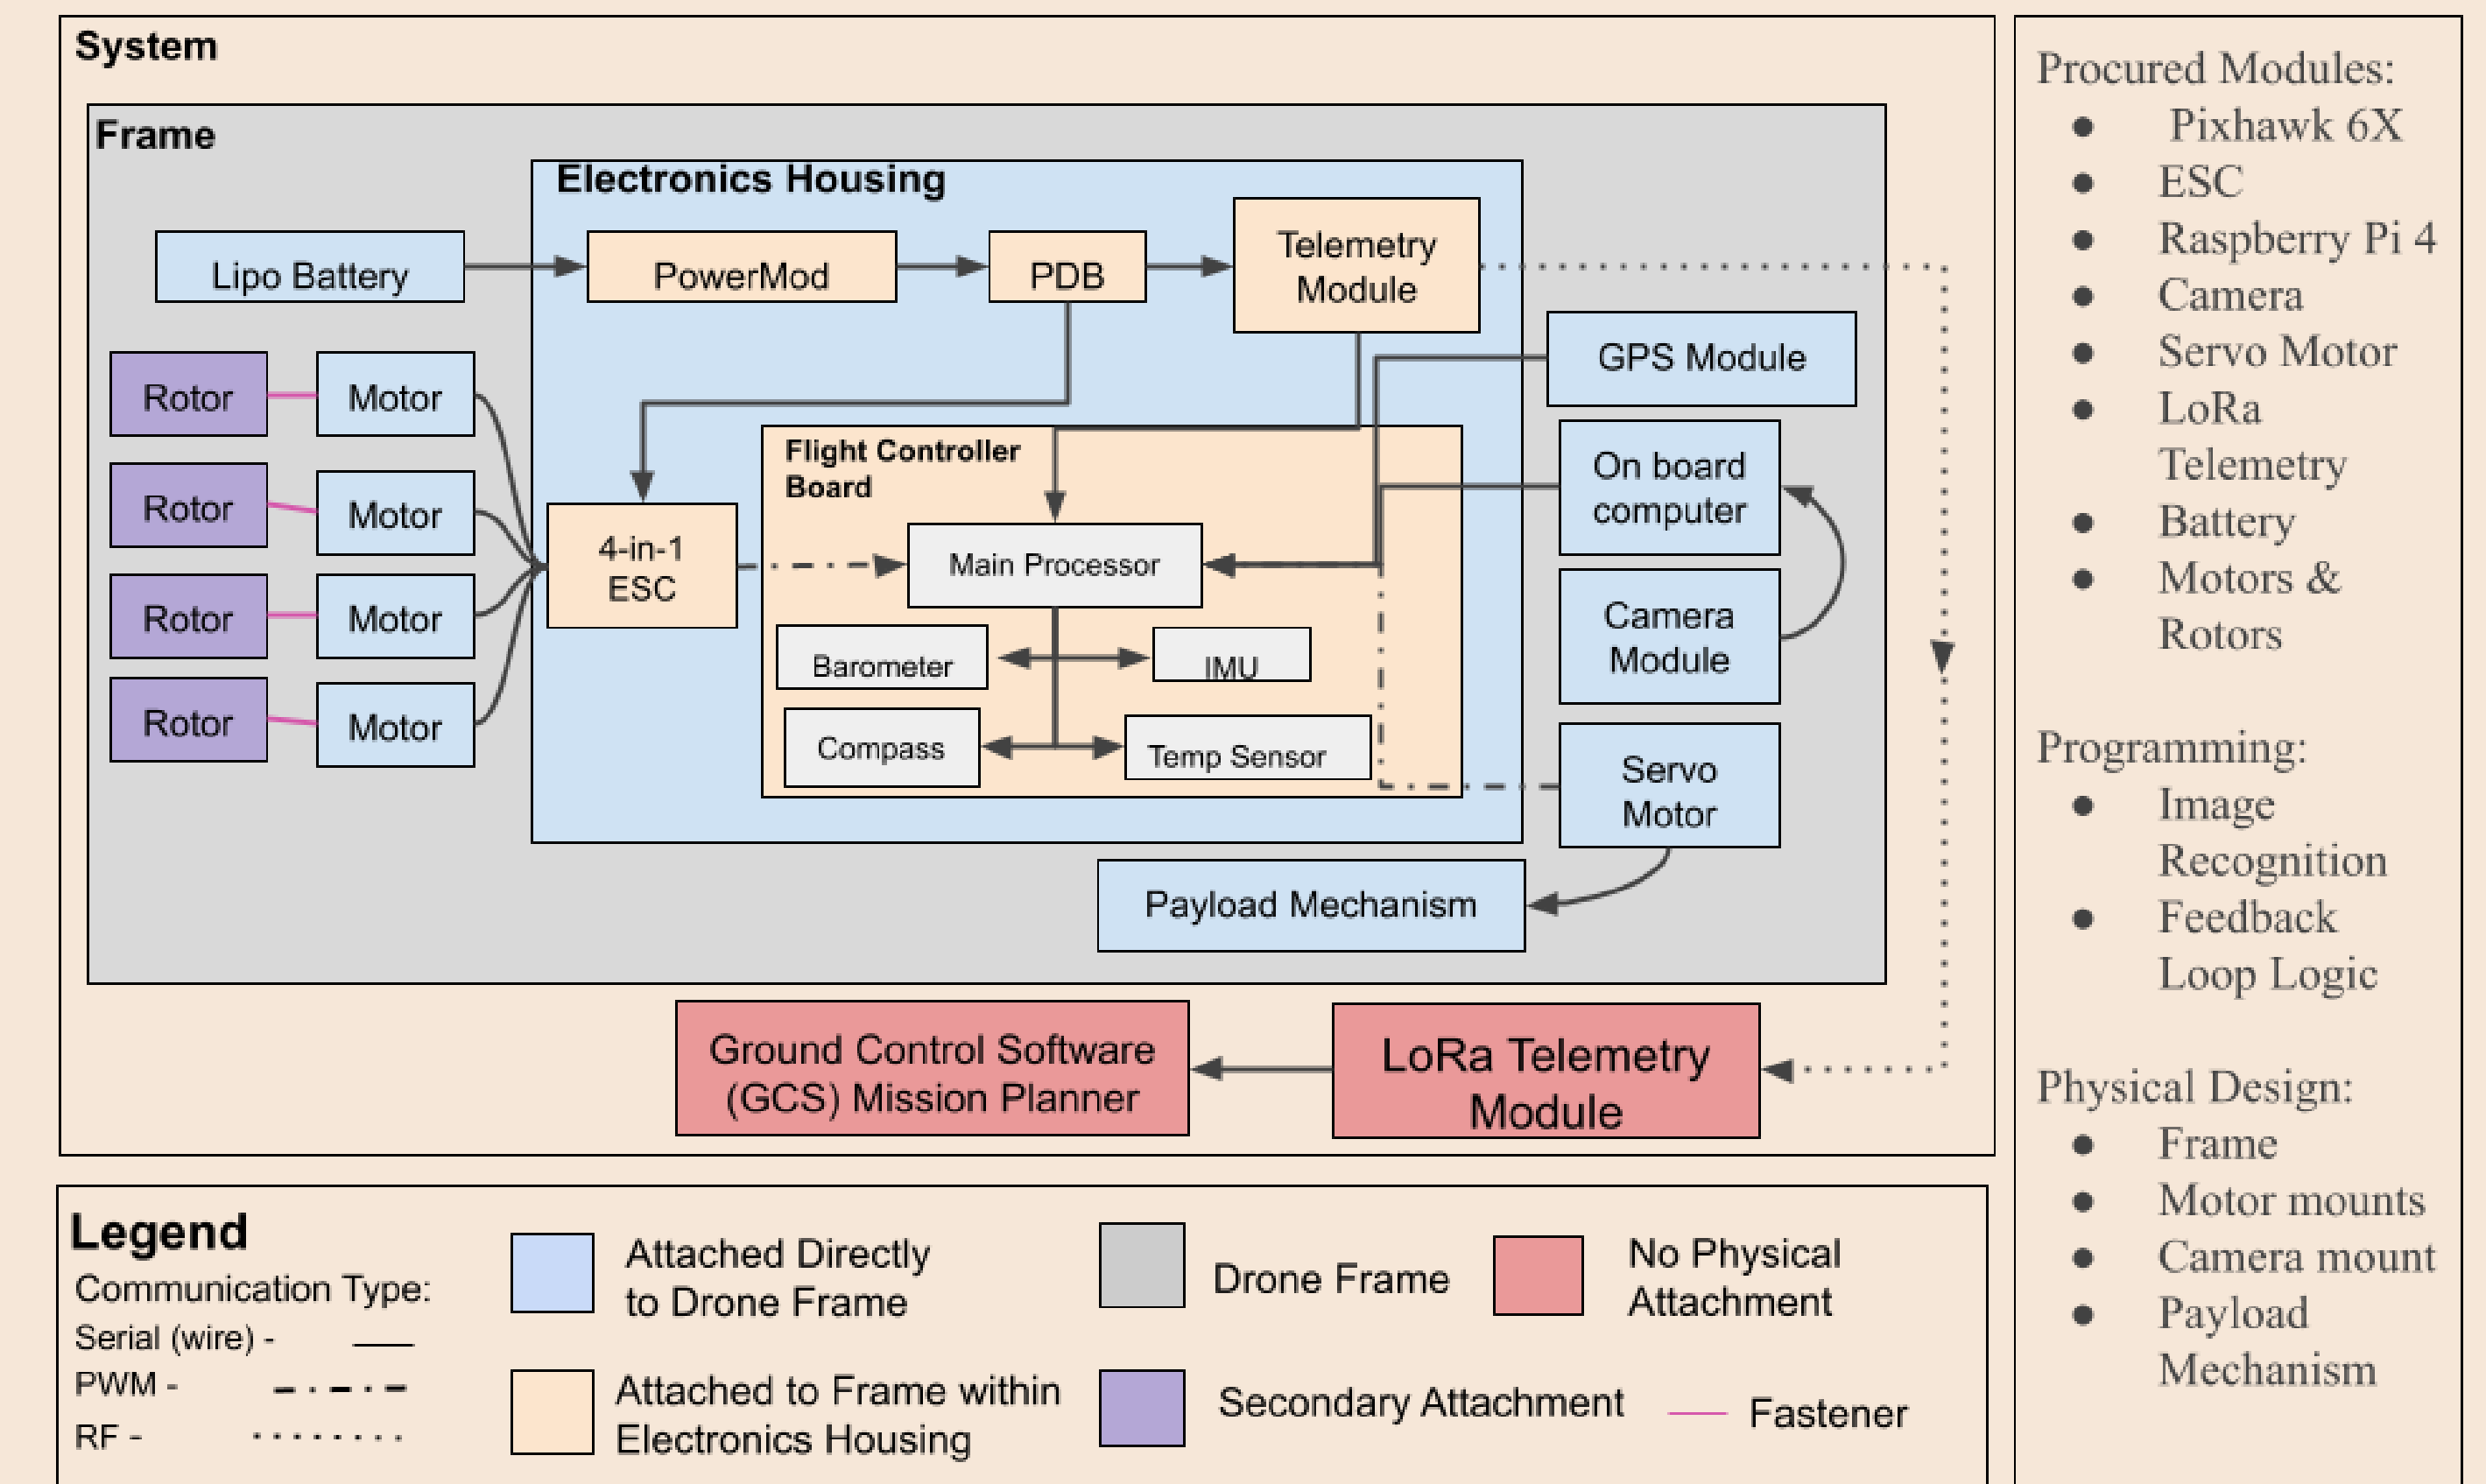 System
Frame
Electronics Housing
Lipo Battery
PowerMod
PDB
Telemetry
Module
GPS Module
Rotor
Motor
Rotor
Motor
Rotor
Motor
Rotor
Motor
4-in-1
ESC
Flight Controller
Board
Main Processor
Barometer
IMU
Compass
Temp Sensor
On board
computer
Camera
Module
Servo
Motor
Payload Mechanism
Ground Control Software
(GCS) Mission Planner
LoRa Telemetry
Module
Legend
Communication Type:
Serial (wire) -
PWM -
RF -
Attached Directly
to Drone Frame
Attached to Frame within
Electronics Housing
Drone Frame
Secondary Attachment
No Physical
Attachment
Fastener
Procured Modules:
● Pixhawk 6X
● ESC
● Raspberry Pi 4
● Camera
● Servo Motor
● LoRa
Telemetry
● Battery
● Motors &
Rotors
Programming:
● Image
Recognition
● Feedback
Loop Logic
Physical Design:
● Frame
● Motor mounts
● Camera mount
● Payload
Mechanism